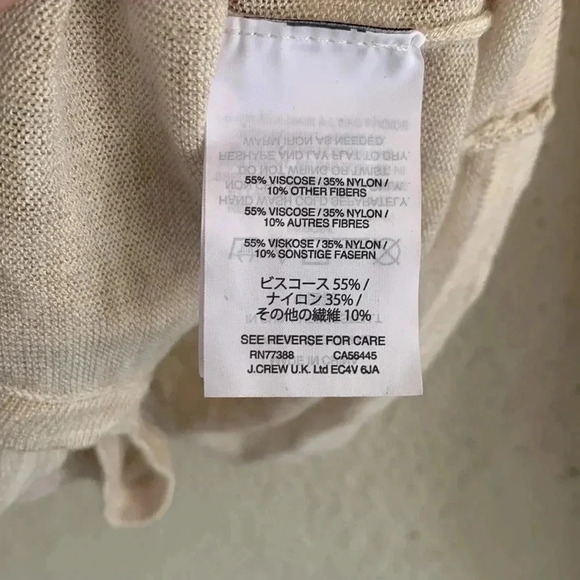 55% VISCOSE / 35% NYLON /
10% OTHER FIBERS
55% VISCOSE / 35% NYLON /
10% AUTRES FIBRES
55% VISKOSE / 35% NYLON /
10% SONSTIGE FASERN
ビスコース 55% /
ナイロン 35% /
その他の繊維 10%
SEE REVERSE FOR CARE
RN77388 CA56445
J.CREW U.K. Ltd EC4V 6JA